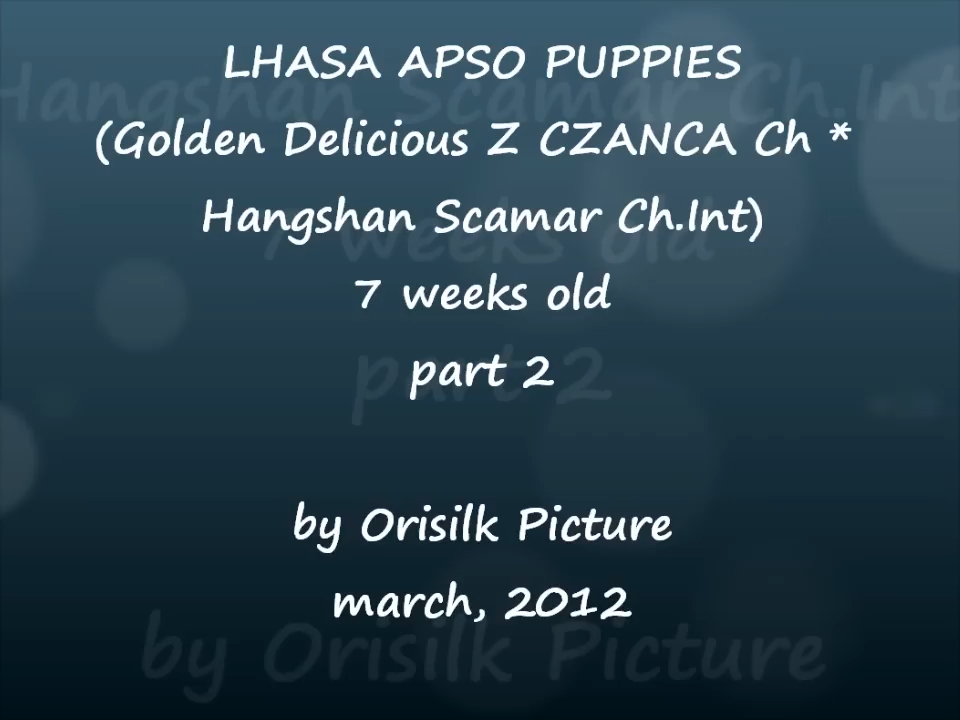 LHASA APSO PUPPIES
(Golden Delicious Z CZANCA Ch *
Hangshan Scamar Ch.Int)
7 weeks old
part 2
by Orisilk Picture
march, 2012